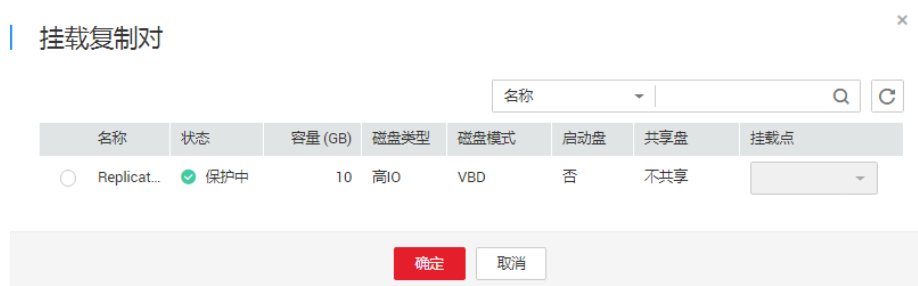 挂载复制对
名称
名称 状态 容量 (GB) 磁盘类型 磁盘模式 启动盘 共享盘 挂载点
Replicat... 保护中 10 高IO VBD 否 不共享
确定 取消